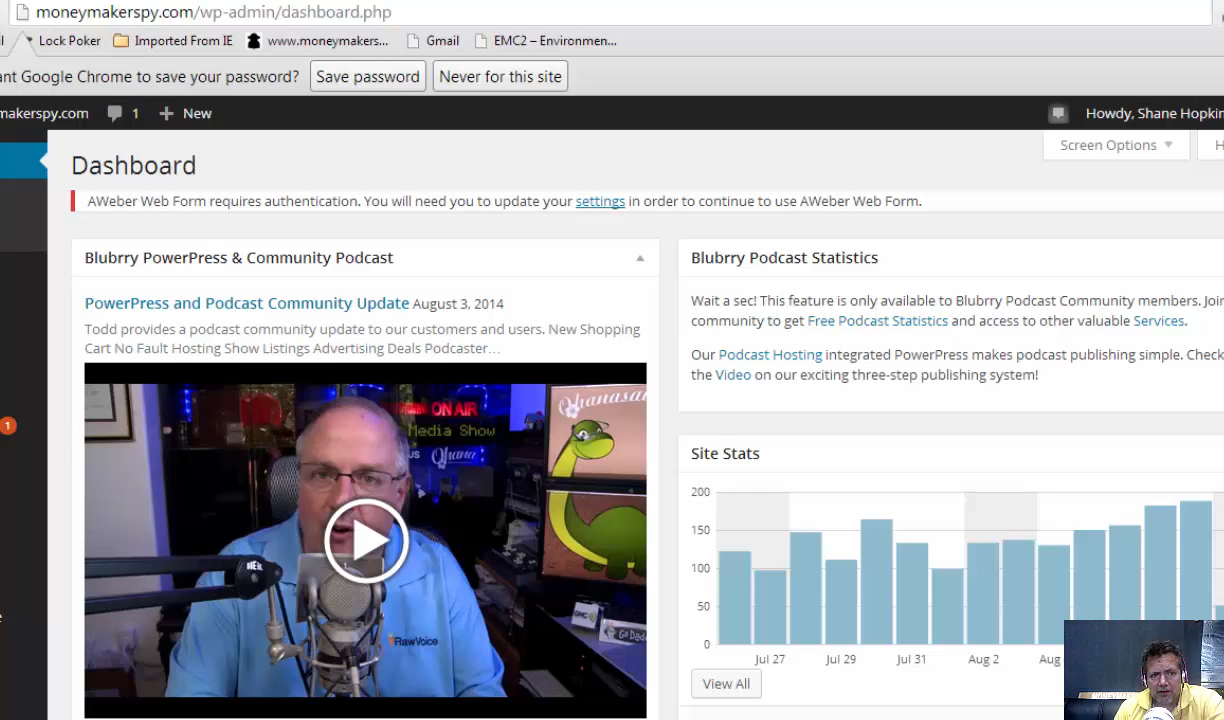 moneymakerspy.com/wp-admin/dashboard.php
Lock Poker Imported From IE www.moneymakers... Gmail EMC2 – Environmen...
ant Google Chrome to save your password? Save password Never for this site
makerspy.com 1 + New Howdy, Shane Hopkin
Screen Options
Dashboard
AWeber Web Form requires authentication. You will need you to update your settings in order to continue to use AWeber Web Form.
Blubrry PowerPress & Community Podcast
PowerPress and Podcast Community Update August 3, 2014
Todd provides a podcast community update to our customers and users. New Shopping
Cart No Fault Hosting Show Listings Advertising Deals Podcaster…
ON AIR
Media Show
Ohana
HEIL
RawVoice
1
Blubrry Podcast Statistics
Wait a sec! This feature is only available to Blubrry Podcast Community members. Join
community to get Free Podcast Statistics and access to other valuable Services.
Our Podcast Hosting integrated PowerPress makes podcast publishing simple. Check
the Video on our exciting three-step publishing system!
Site Stats
200
150
100
50
0
Jul 27 Jul 29 Jul 31 Aug 2 Aug
View All